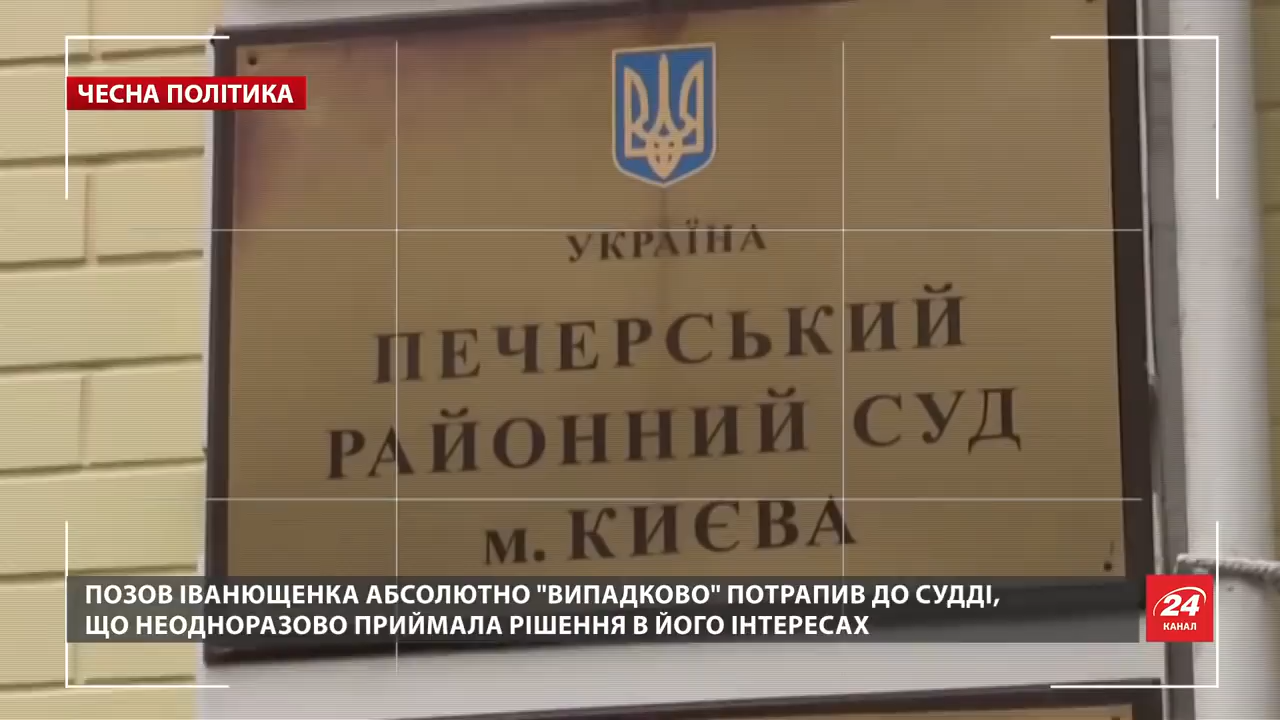 ЧЕСНА ПОЛІТИКА
УКРАЇНА
ПЕЧЕРСЬКИЙ
РАЙОННИЙ СУД
м. КИЄВА
ПОЗОВ ІВАНЮЩЕНКА АБСОЛЮТНО "ВИПАДКОВО" ПОТРАПИВ ДО СУДДІ,
ЩО НЕОДНОРАЗОВО ПРИЙМАЛА РІШЕННЯ В ЙОГО ІНТЕРЕСАХ
24
КАНАЛ